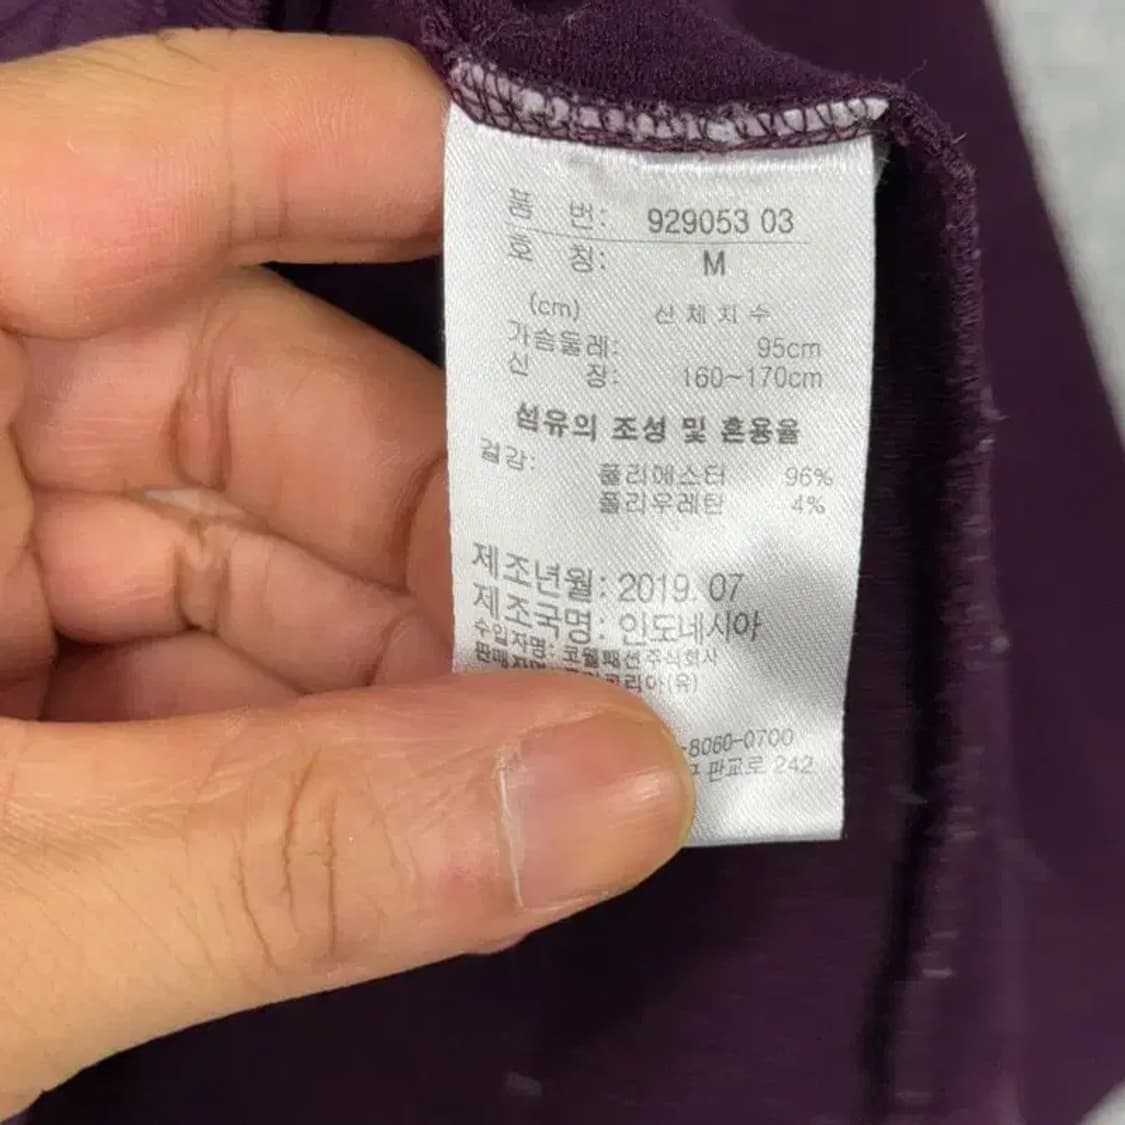 품 번: 929053 03
호 칭: M
(cm) 신체치수
가슴둘레: 95cm
신 장: 160~170cm
섬유의 조성 및 혼용율
겉감: 폴리에스터 96%
폴리우레탄 4%
제조년월: 2019. 07
제조국명: 인도네시아
수입자명: 코웰패션주식회사
코리아(유)
-8060-0700
판교로 242